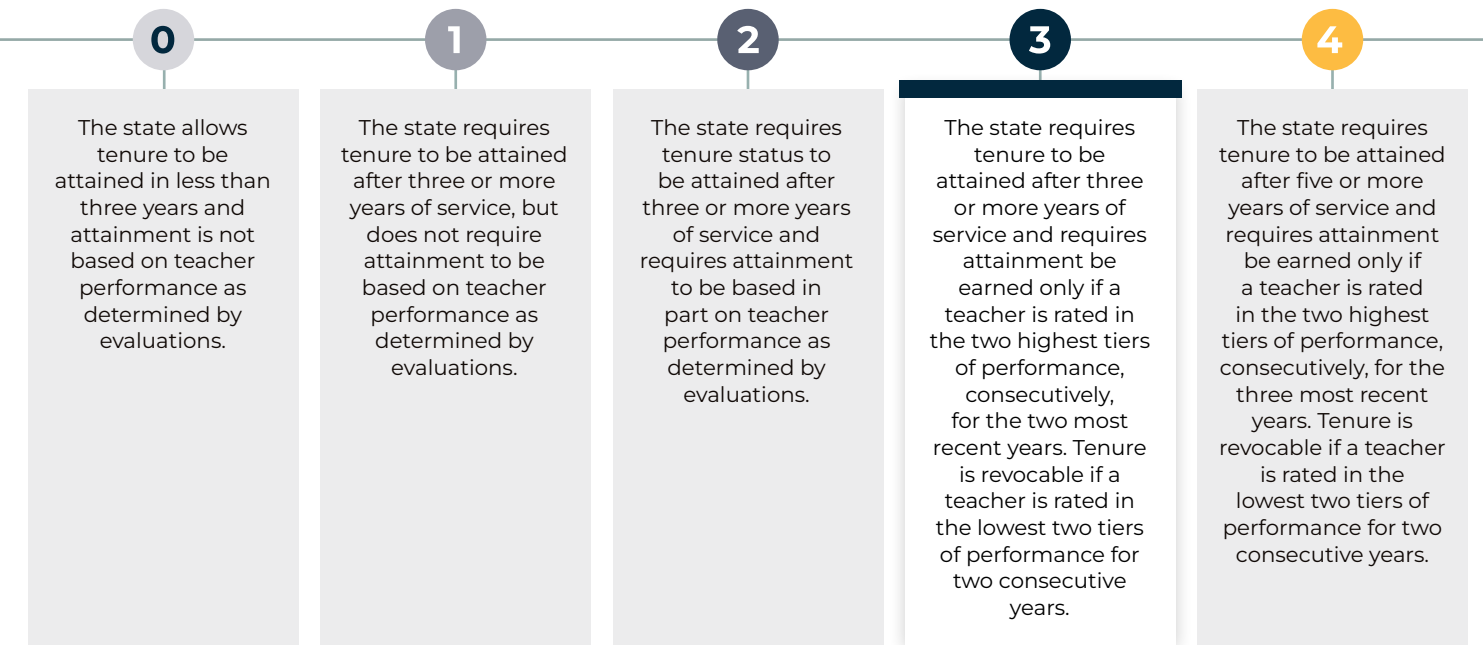 0
The state allows
tenure to be
attained in less than
three years and
attainment is not
based on teacher
performance as
determined by
evaluations.
1
The state requires
tenure to be attained
after three or more
years of service, but
does not require
attainment to be
based on teacher
performance as
determined by
evaluations.
2
The state requires
tenure status to
be attained after
three or more years
of service and
requires attainment
to be based in
part on teacher
performance as
determined by
evaluations.
3
The state requires
tenure to be
attained after three
or more years of
service and requires
attainment be
earned only if a
teacher is rated in
the two highest tiers
of performance,
consecutively,
for the two most
recent years. Tenure
is revocable if a
teacher is rated in
the lowest two tiers
of performance for
two consecutive
years.
4
The state requires
tenure to be attained
after five or more
years of service and
requires attainment
be earned only if
a teacher is rated
in the two highest
tiers of performance,
consecutively, for the
three most recent
years. Tenure is
revocable if a teacher
is rated in the
lowest two tiers of
performance for two
consecutive years.